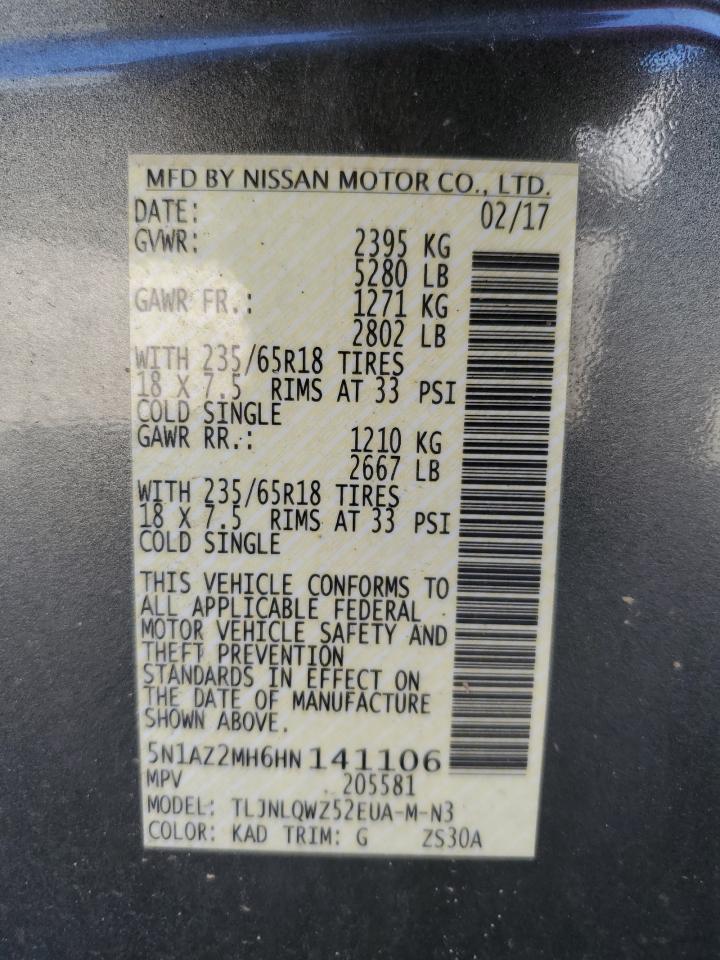 MFD BY NISSAN MOTOR CO., LTD.
DATE: 02/17
GVWR: 2395 KG
5280 LB
GAWR FR.: 1271 KG
2802 LB
WITH 235/65R18 TIRES
18 X 7.5 RIMS AT 33 PSI
COLD SINGLE
GAWR RR.: 1210 KG
2667 LB
WITH 235/65R18 TIRES
18 X 7.5 RIMS AT 33 PSI
COLD SINGLE
THIS VEHICLE CONFORMS TO
ALL APPLICABLE FEDERAL
MOTOR VEHICLE SAFETY AND
THEFT PREVENTION
STANDARDS IN EFFECT ON
THE DATE OF MANUFACTURE
SHOWN ABOVE.
5N1AZ2MH6HN141106
MPV 205581
MODEL: TLJNLQWZ52EUA-M-N3
COLOR: KAD TRIM: G ZS30A